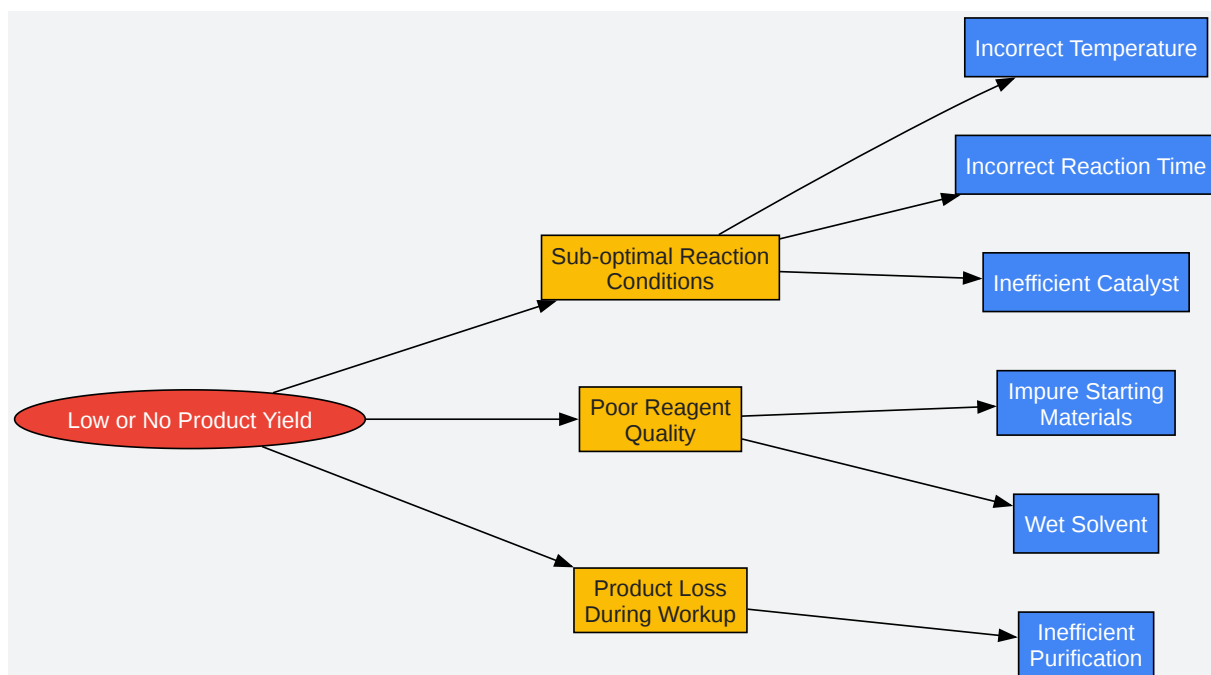 Incorrect Temperature
Incorrect Reaction Time
Sub-optimal Reaction
Conditions
Inefficient Catalyst
Low or No Product Yield
Poor Reagent
Quality
Impure Starting
Materials
Wet Solvent
Product Loss
During Workup
Inefficient
Purification